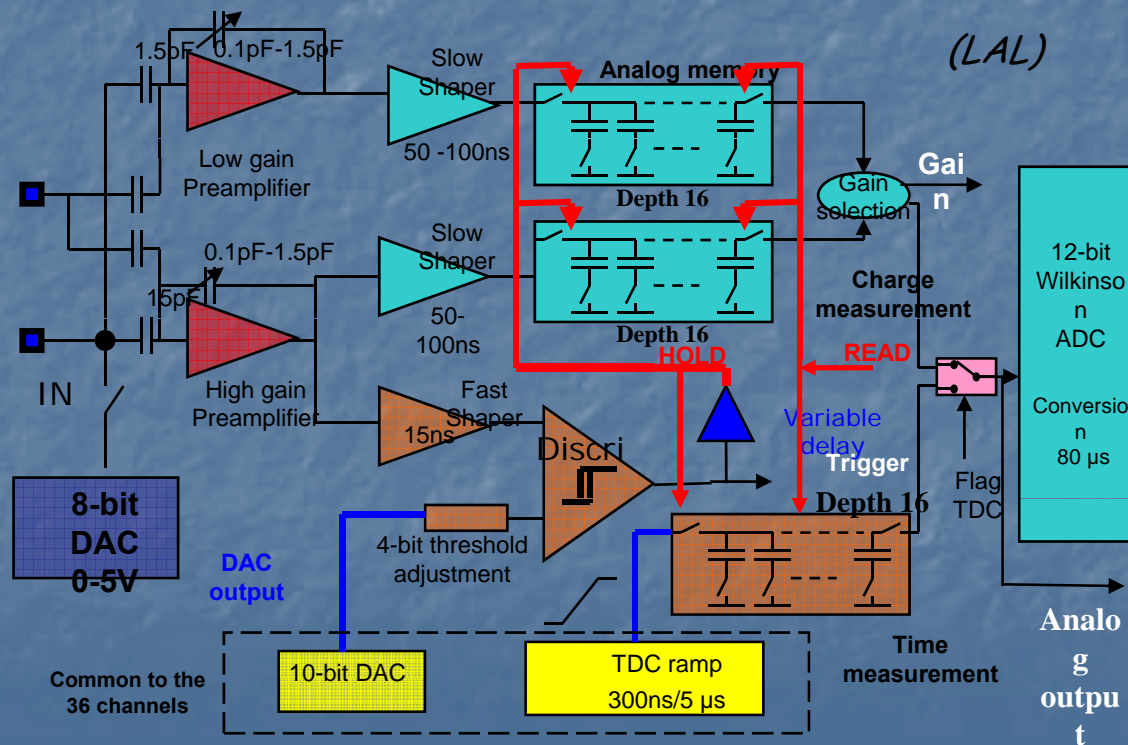 (LAL)
1.5pF
0.1pF-1.5pF
Slow
Shaper
50 -100ns
Analog memory
Low gain
Preamplifier
Depth 16
Gai
n
Gain
selection
0.1pF-1.5pF
15pF
Slow
Shaper
50-
100ns
Depth 16
Charge
measurement
12-bit
Wilkinso
n
ADC
Conversio
n
80 µs
HOLD
READ
IN
High gain
Preamplifier
Fast
Shaper
15ns
Discri
Variable
delay
Trigger
Flag
TDC
Depth 16
8-bit
DAC
0-5V
4-bit threshold
adjustment
DAC
output
Analo
g
outpu
t
Time
measurement
Common to the
36 channels
10-bit DAC
TDC ramp
300ns/5 µs